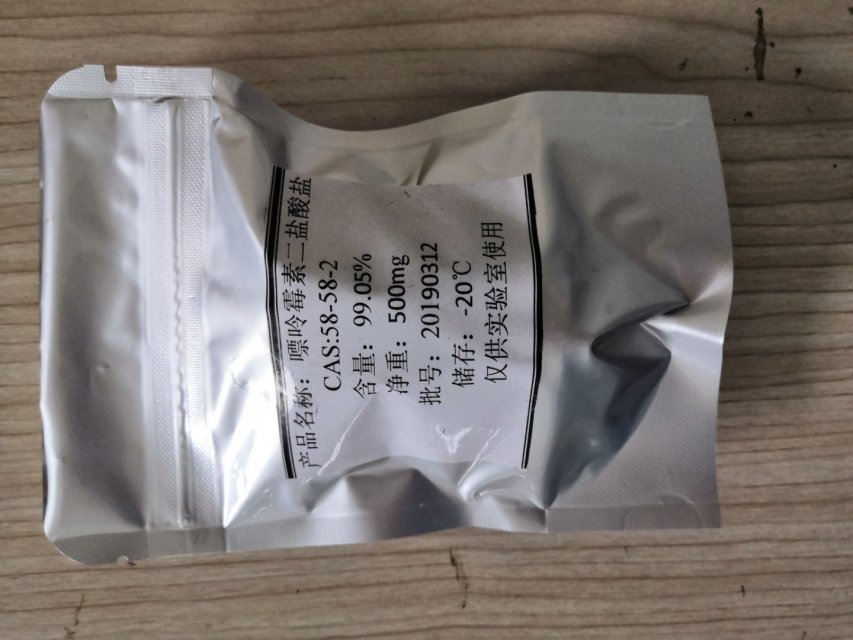 产品名称：嘌呤霉素二盐酸盐
CAS:58-58-2
含量：99.05%
净重：500mg
批号：20190312
储存：-20℃
仅供实验室使用